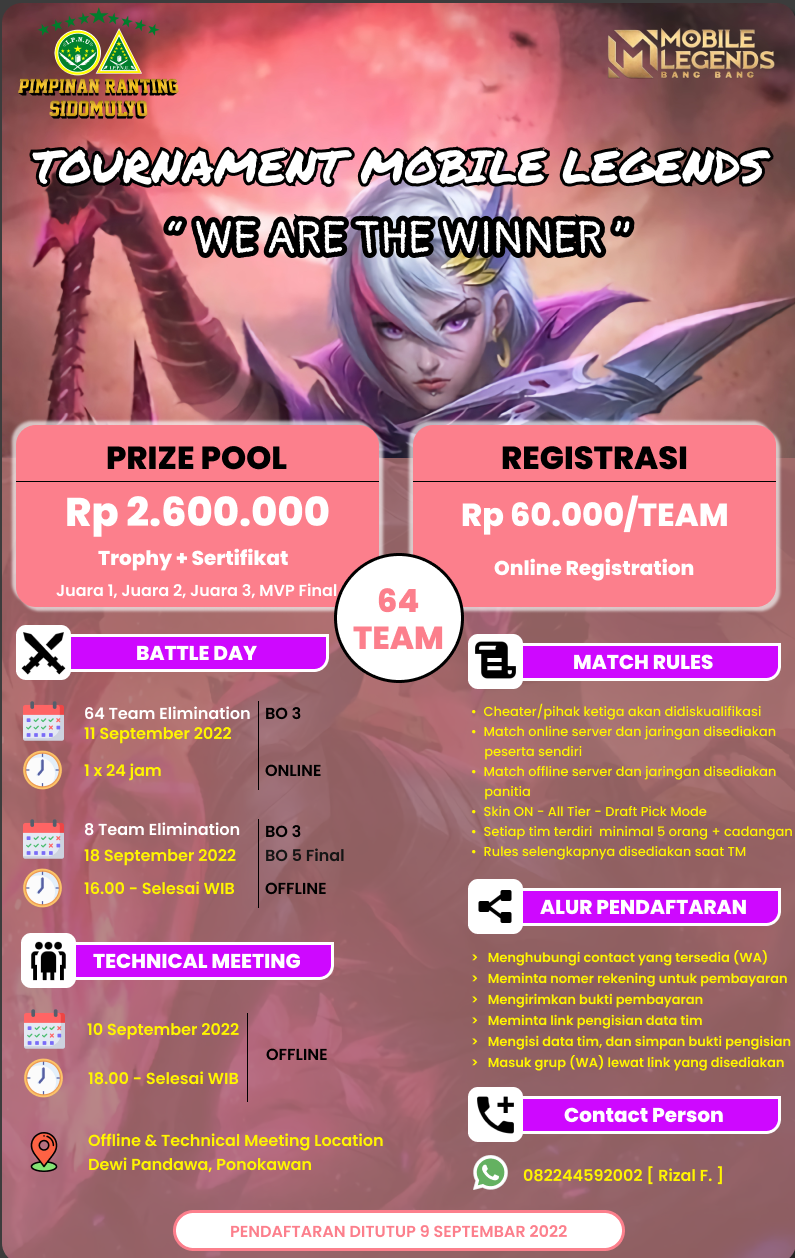 I.P.N.U
I.P.P.N.U
PIMPINAN RANTING
SIDOMULYO
MOBILE
LEGENDS
BANG BANG
TOURNAMENT MOBILE LEGENDS
“ WE ARE THE WINNER ”
PRIZE POOL
Rp 2.600.000
Trophy + Sertifikat
Juara 1, Juara 2, Juara 3, MVP Final
REGISTRASI
Rp 60.000/TEAM
Online Registration
64
TEAM
BATTLE DAY
64 Team Elimination BO 3
11 September 2022
1 x 24 jam ONLINE
8 Team Elimination BO 3
18 September 2022 BO 5 Final
16.00 - Selesai WIB OFFLINE
TECHNICAL MEETING
10 September 2022
OFFLINE
18.00 - Selesai WIB
Offline & Technical Meeting Location
Dewi Pandawa, Ponokawan
MATCH RULES
• Cheater/pihak ketiga akan didiskualifikasi
• Match online server dan jaringan disediakan
peserta sendiri
• Match offline server dan jaringan disediakan
panitia
• Skin ON - All Tier - Draft Pick Mode
• Setiap tim terdiri minimal 5 orang + cadangan
• Rules selengkapnya disediakan saat TM
ALUR PENDAFTARAN
> Menghubungi contact yang tersedia (WA)
> Meminta nomer rekening untuk pembayaran
> Mengirimkan bukti pembayaran
> Meminta link pengisian data tim
> Mengisi data tim, dan simpan bukti pengisian
> Masuk grup (WA) lewat link yang disediakan
Contact Person
082244592002 [ Rizal F. ]
PENDAFTARAN DITUTUP 9 SEPTEMBAR 2022